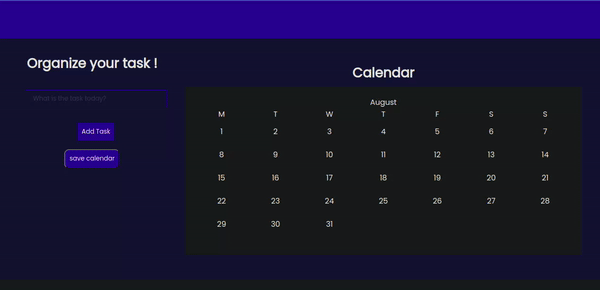 Organize your task !
What is the task today?
Add Task
save calendar
Calendar
August
M T W T F S S
1 2 3 4 5 6 7
8 9 10 11 12 13 14
15 16 17 18 19 20 21
22 23 24 25 26 27 28
29 30 31